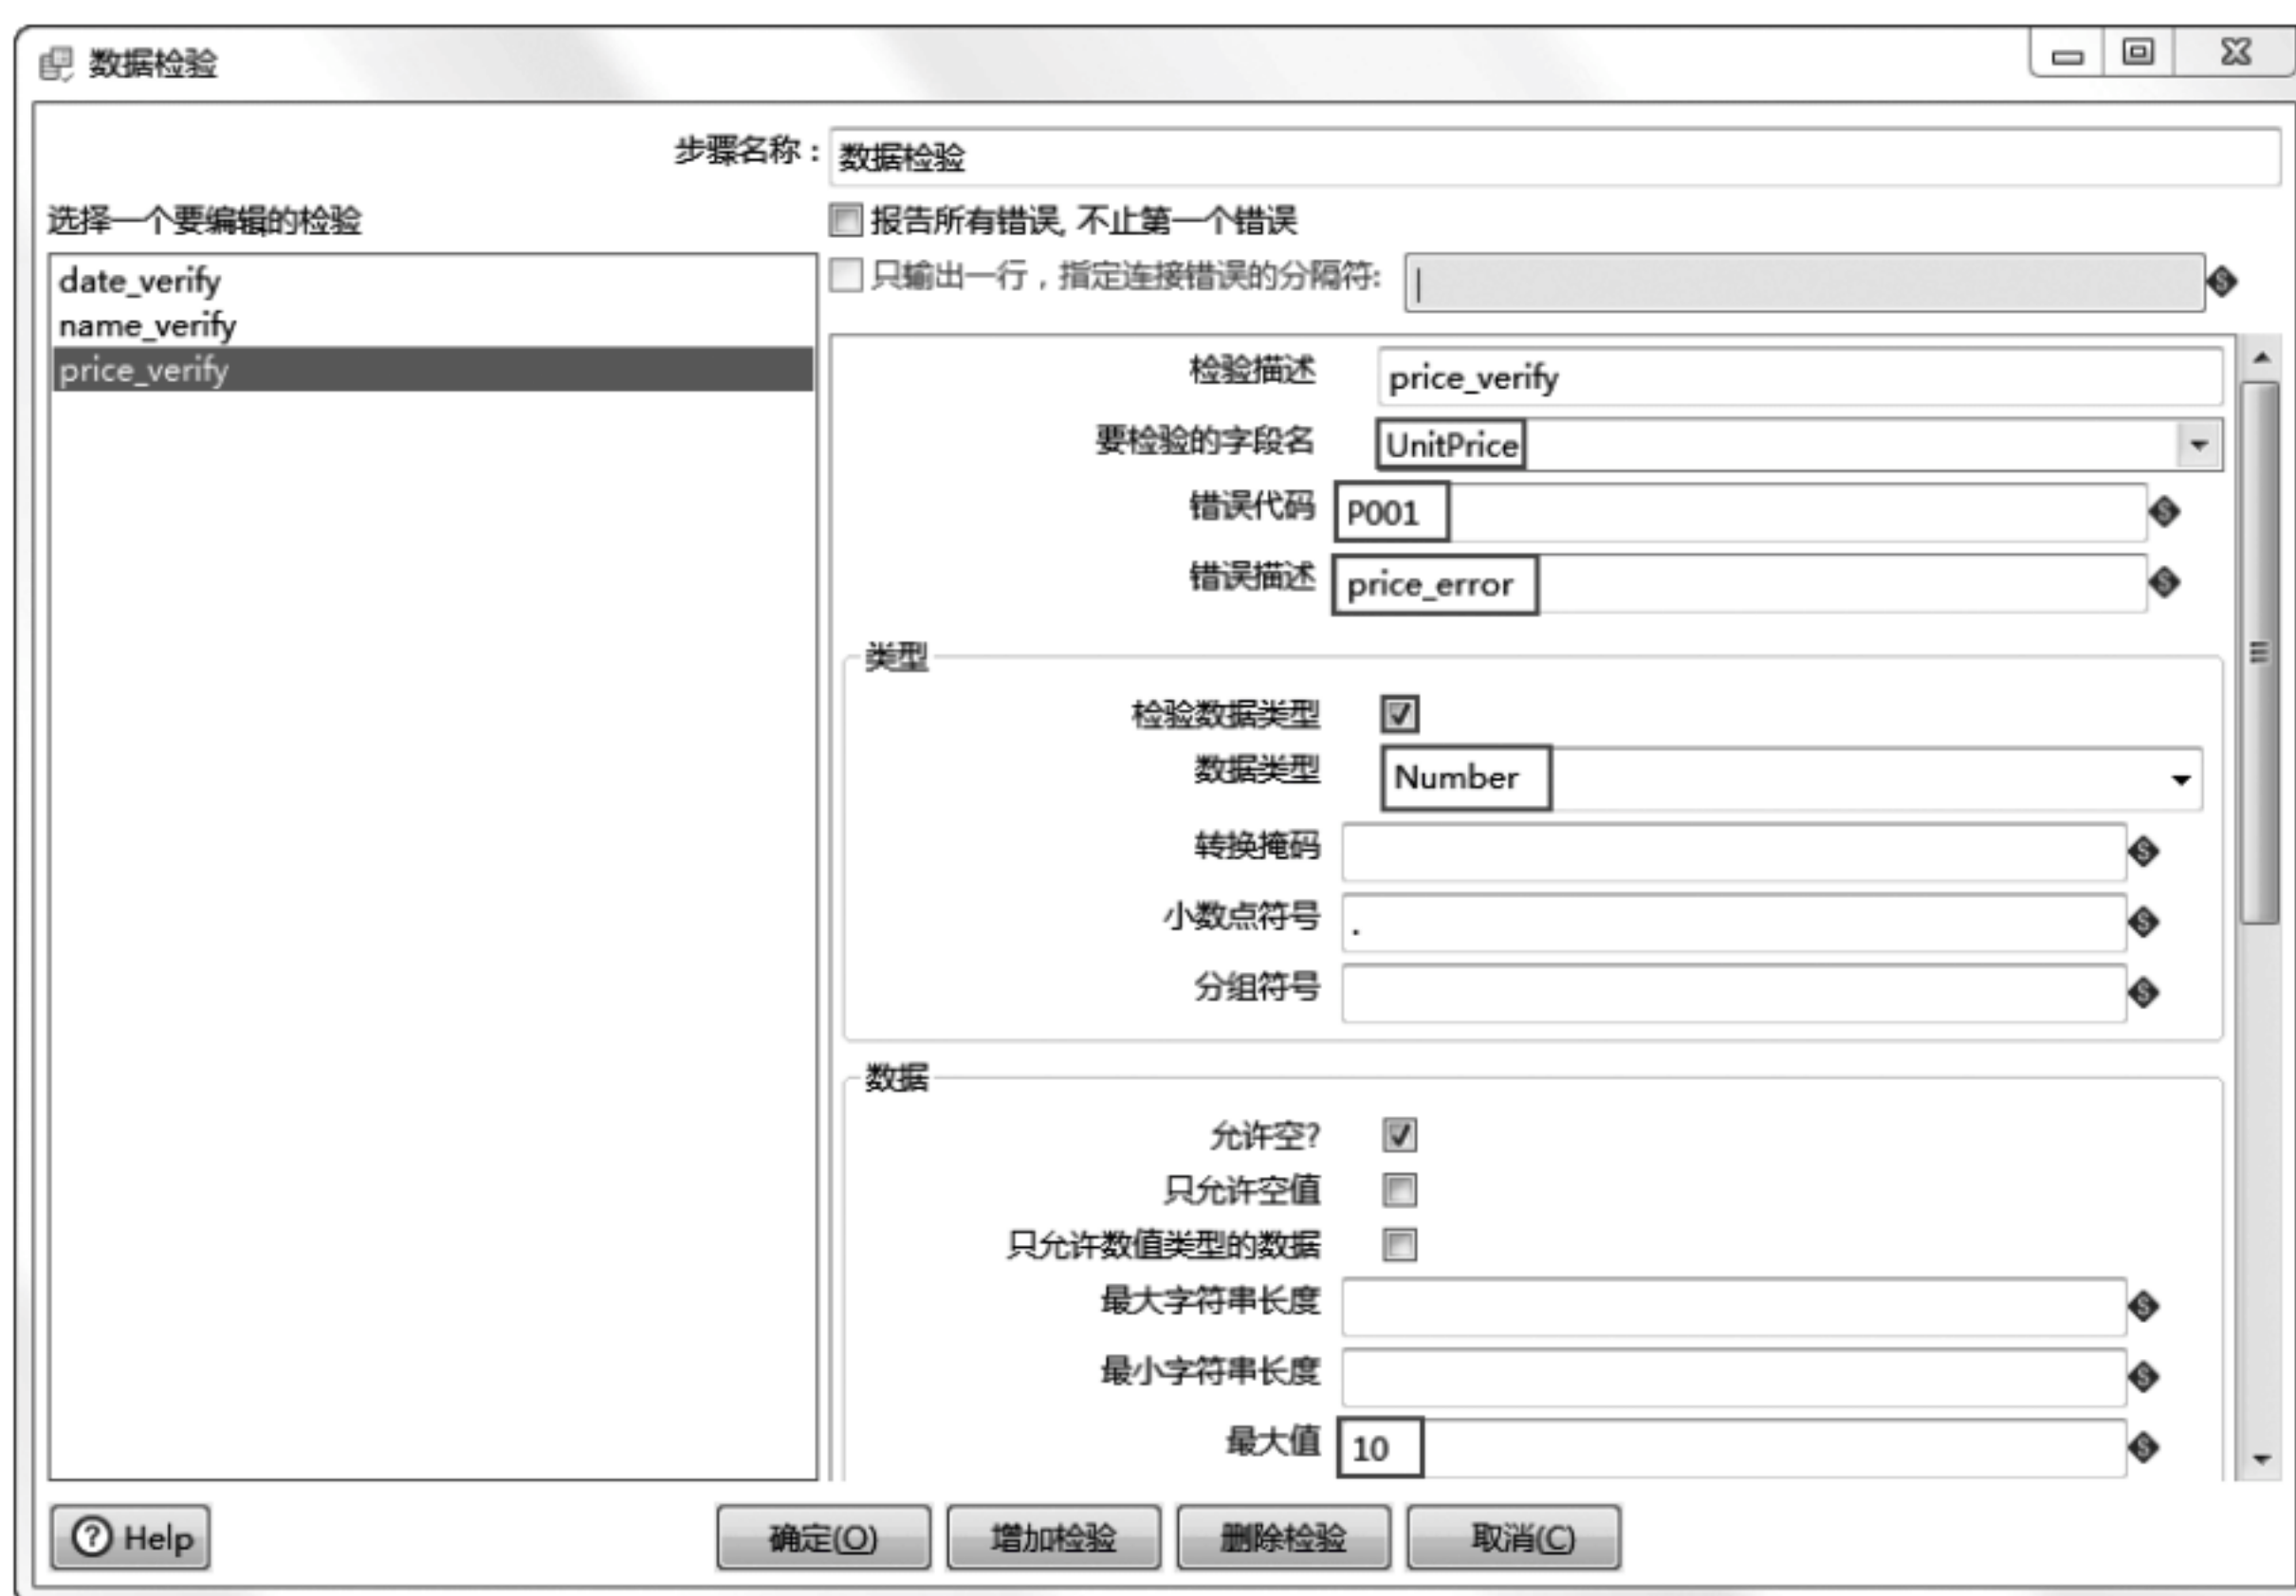 数据检验
步骤名称： 数据检验
选择一个要编辑的检验
报告所有错误, 不止第一个错误
只输出一行，指定连接错误的分隔符: |
date_verify
name_verify
price_verify
检验描述 price_verify
要检验的字段名 UnitPrice
错误代码 P001
错误描述 price_error
类型
检验数据类型
数据类型 Number
转换掩码
小数点符号 .
分组符号
数据
允许空?
只允许空值
只允许数值类型的数据
最大字符串长度
最小字符串长度
最大值 10
Help 确定(O) 增加检验 删除检验 取消(C)